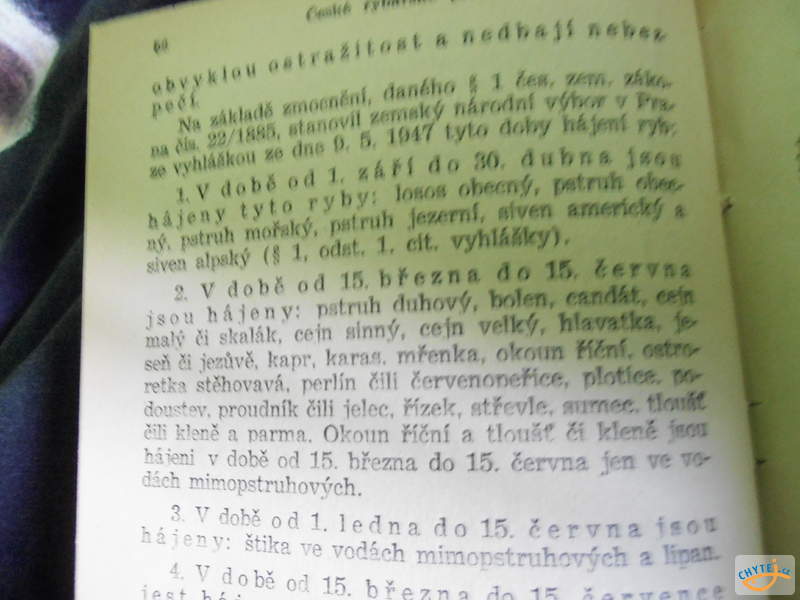 České rybářské
60
obvyklou ostražitost a nedbají nebez-
pečí.
Na základě zmocnění, daného § 1 čes. zem. záko-
na čís. 22/1885, stanovil zemský národní výbor v Pra-
ze vyhláškou ze dne 9. 5. 1947 tyto doby hájení ryb:
1. V době od 1. září do 30. dubna jsou
hájeny tyto ryby: losos obecný, pstruh obec-
ný, pstruh mořský, pstruh jezerní, siven americký a
siven alpský (§ 1, odst. 1. cit. vyhlášky).
2. V době od 15. března do 15. června
jsou hájeny: pstruh duhový, bolen, candát, cejn
malý či skalák, cejn sinný, cejn velký, hlavatka, je-
seň či jezůvě, kapr, karas, mřenka, okoun říční, ostro-
retka stěhovavá, perlín čili červenoneřice, plotice, po-
doustev, proudník čili jelec, řízek, střevle, sumec, tloušť
čili kleně a parma. Okoun říční a tloušť či kleně jsou
hájeni v době od 15. března do 15. června jen ve vo-
dách mimopstruhových.
3. V době od 1. ledna do 15. června jsou
hájeny: štika ve vodách mimopstruhových a lipan.
4. V době od 15. března do 15. července
jest
CHYTEJ.cz